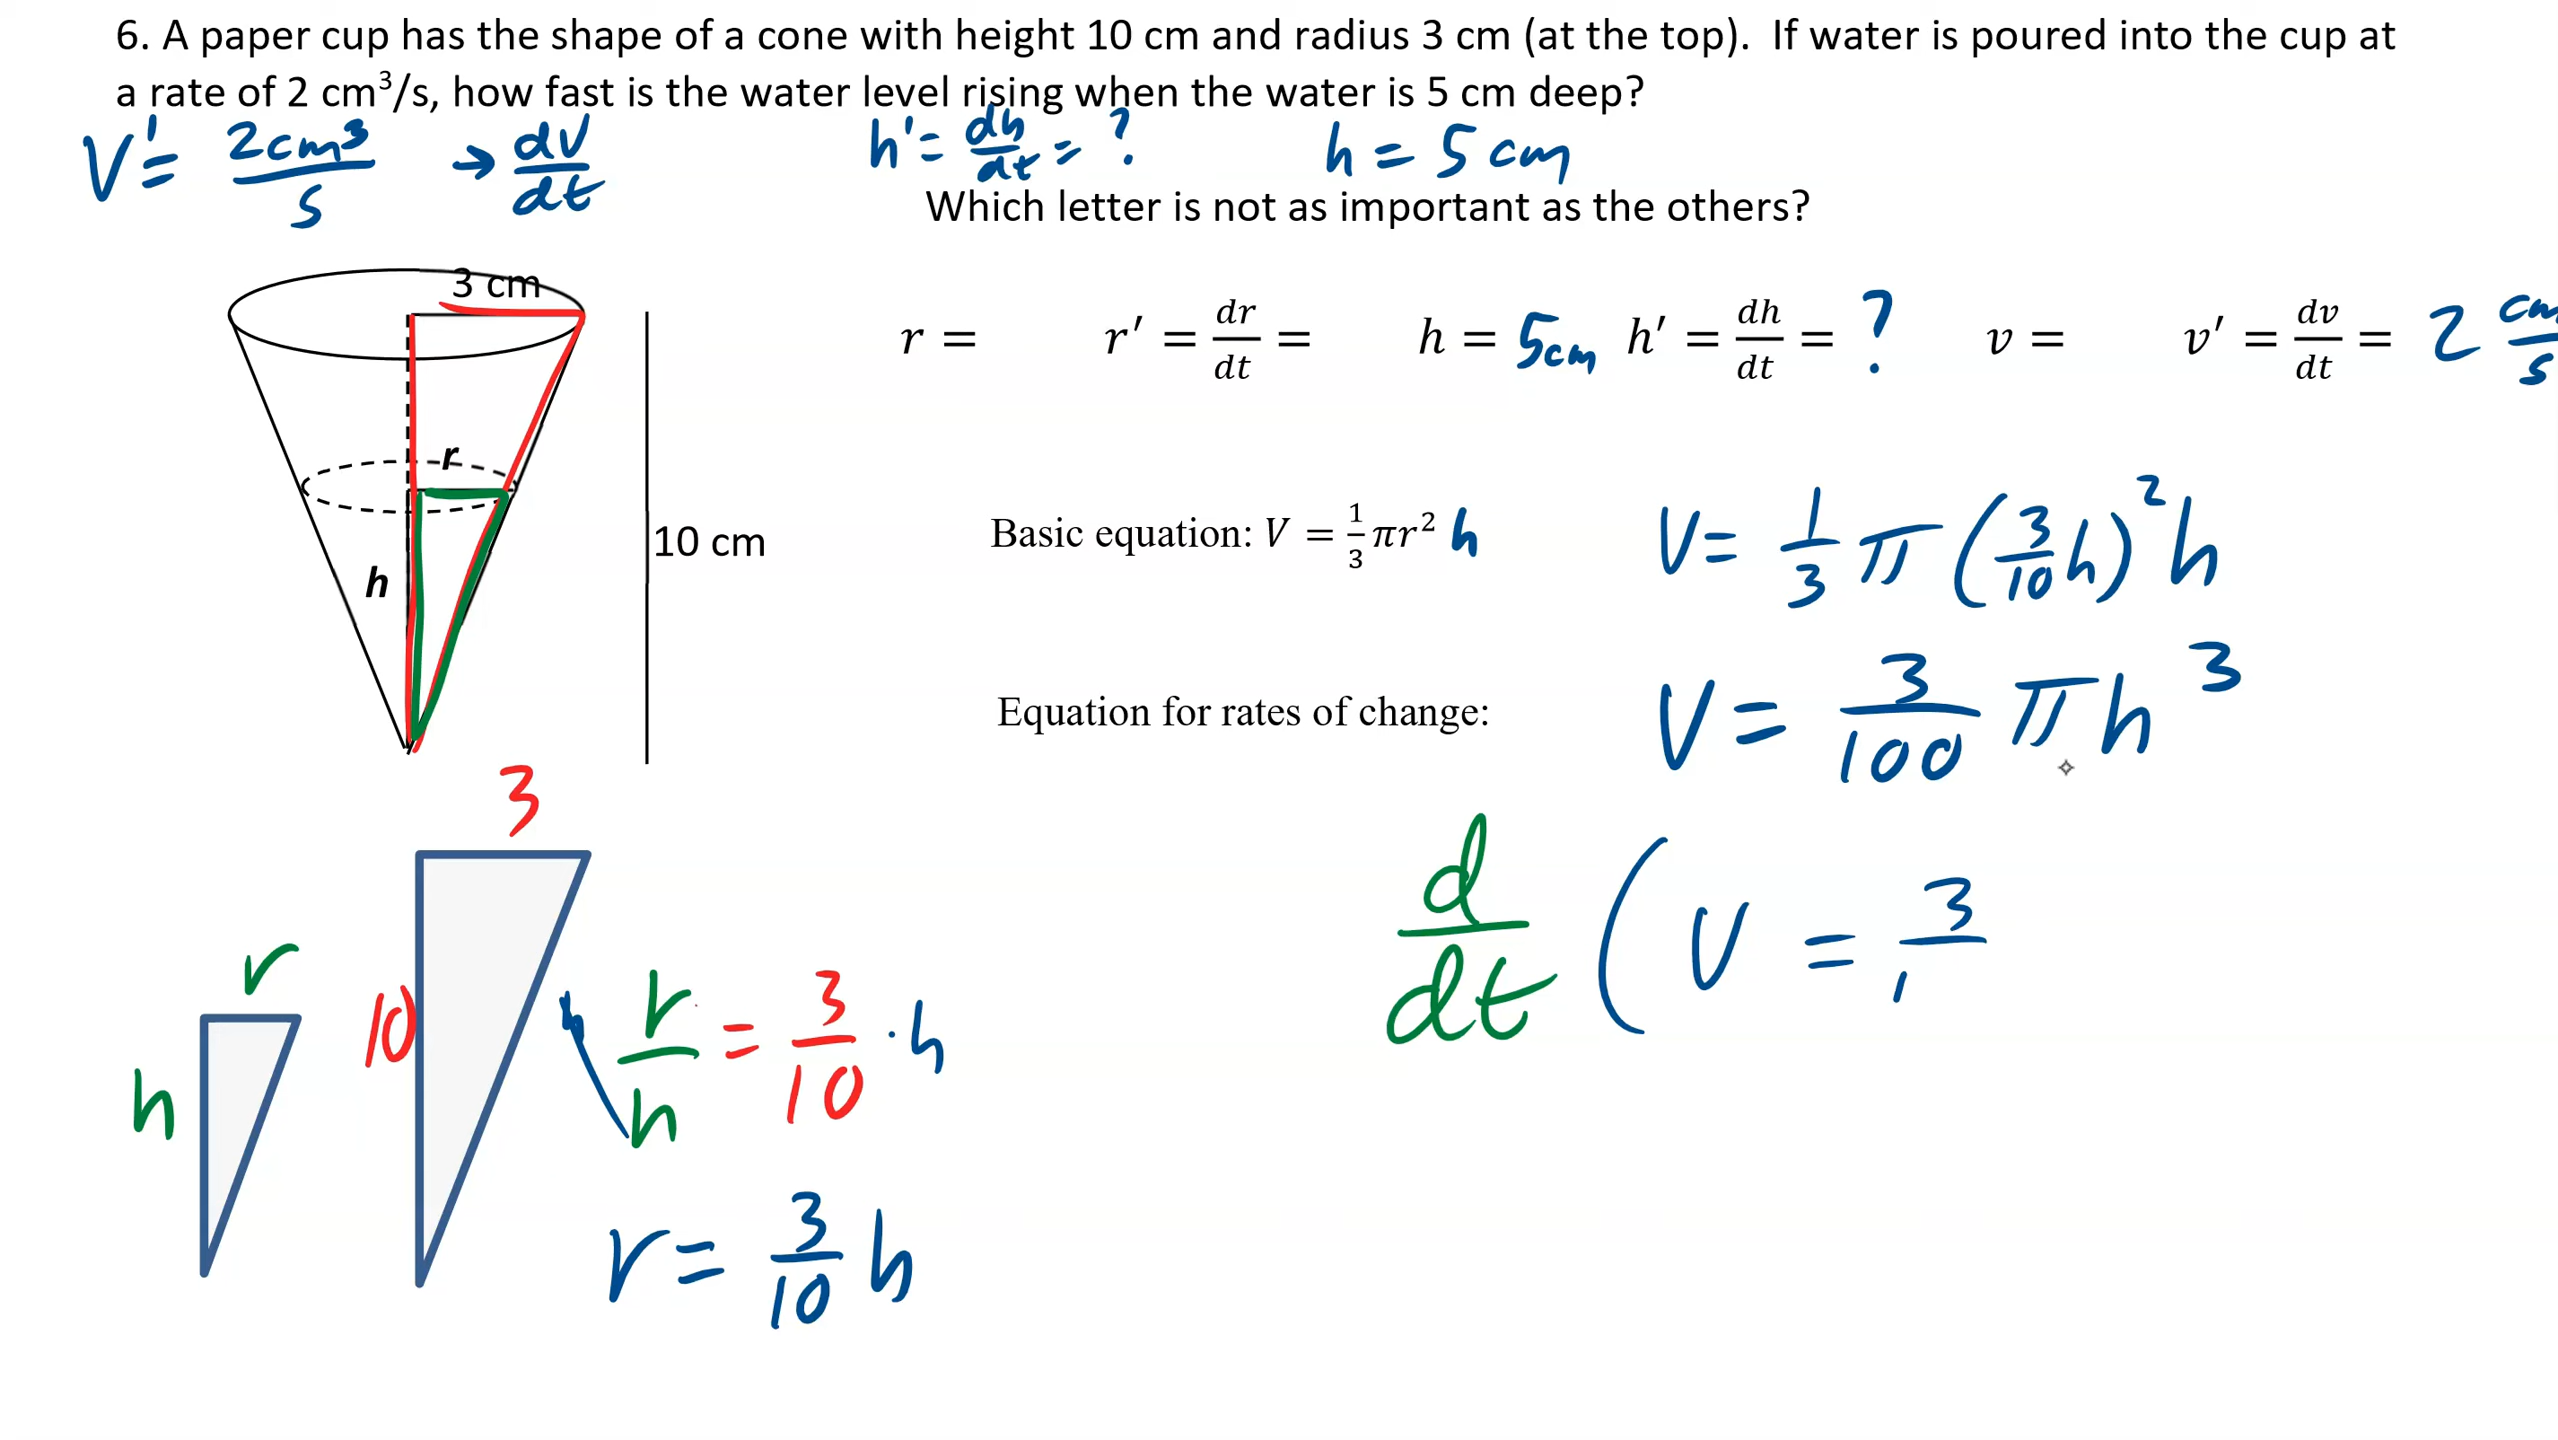 6. A paper cup has the shape of a cone with height 10 cm and radius 3 cm (at the top).  If water is poured into the cup at
a rate of 2 cm³/s, how fast is the water level rising when the water is 5 cm deep?
V' = 2cm³/s → dV/dt
h' = dh/dt = ?
h = 5 cm
Which letter is not as important as the others?
3 cm
r =   r′ = dr/dt =   h = 5cm   h′ = dh/dt = ?   v =   v′ = dv/dt = 2
r
h
10 cm
Basic equation: V = 1/3 πr² h
V = 1/3 π (3/10 h)² h
Equation for rates of change:
V = 3/100 π h³
3
10
r
h
h r/h = 3/10 · h
r = 3/10 h
d/dt ( V = 3/1